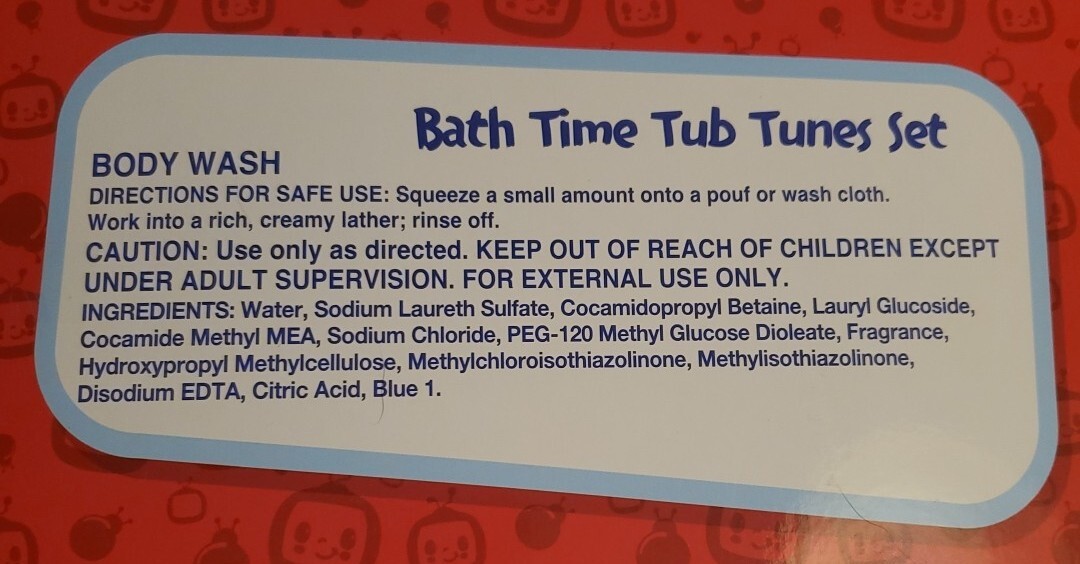 Bath Time Tub Tunes Set
BODY WASH
DIRECTIONS FOR SAFE USE: Squeeze a small amount onto a pouf or wash cloth.
Work into a rich, creamy lather; rinse off.
CAUTION: Use only as directed. KEEP OUT OF REACH OF CHILDREN EXCEPT
UNDER ADULT SUPERVISION. FOR EXTERNAL USE ONLY.
INGREDIENTS: Water, Sodium Laureth Sulfate, Cocamidopropyl Betaine, Lauryl Glucoside,
Cocamide Methyl MEA, Sodium Chloride, PEG-120 Methyl Glucose Dioleate, Fragrance,
Hydroxypropyl Methylcellulose, Methylchloroisothiazolinone, Methylisothiazolinone,
Disodium EDTA, Citric Acid, Blue 1.